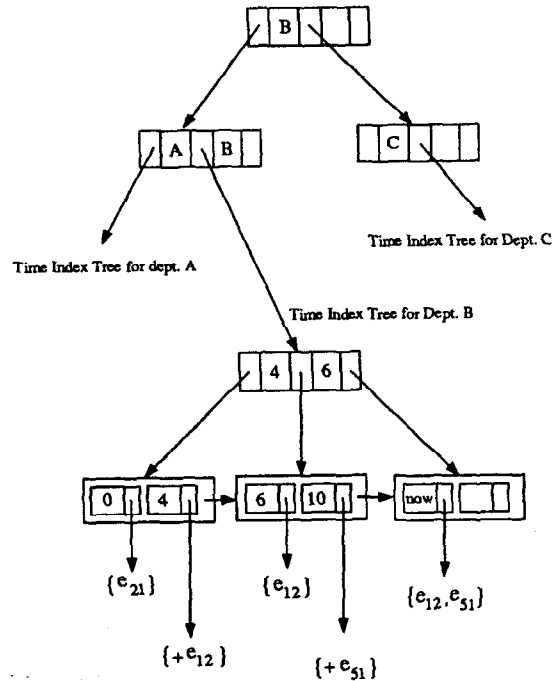 B
A B
C
Time Index Tree for dept. A
Time Index Tree for Dept. C
Time Index Tree for Dept. B
4 6
0 4 6 10 now
{e21} {e12} {e12, e51}
{+e12} {+e51}